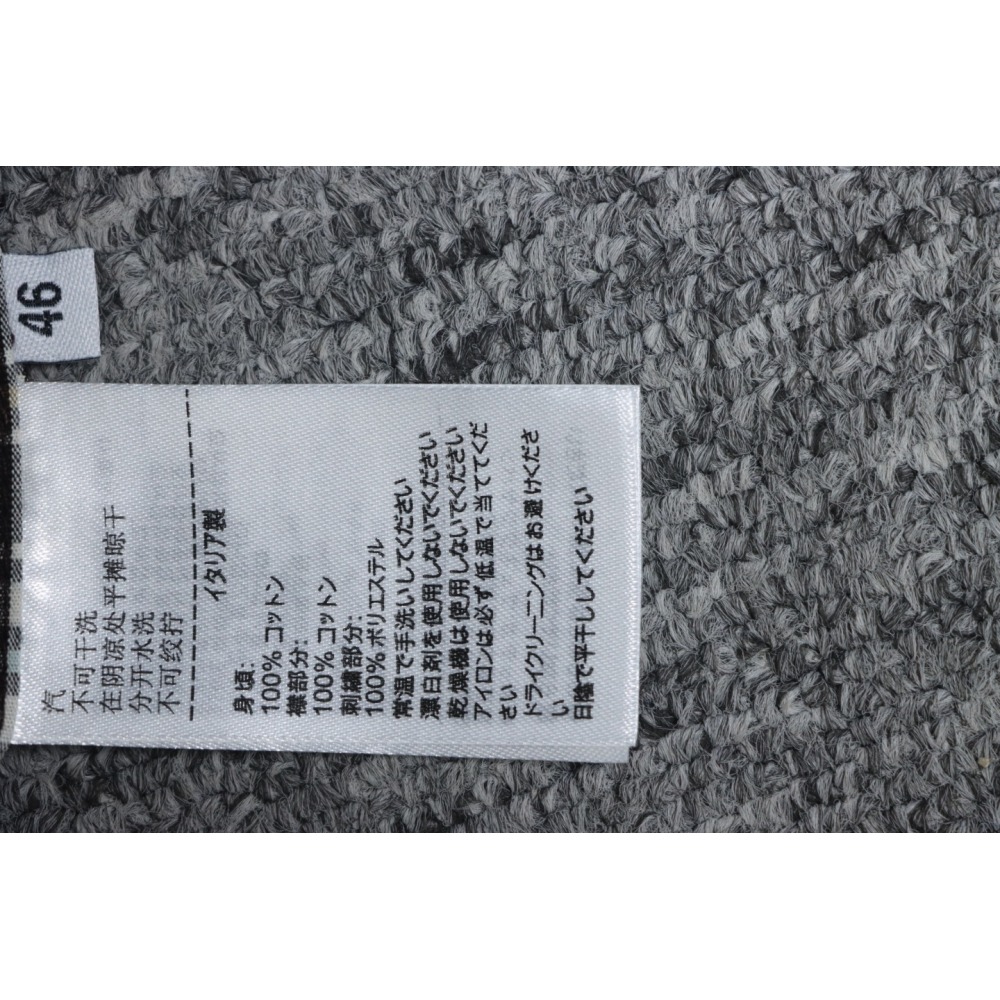 46
汽
不可干洗
在阴凉处平摊晾干
分开水洗
不可绞拧
イタリア製
身頃:
100% コットン
襟部分:
100% コットン
刺繍部分:
100% ポリエステル
常温で手洗いしてください
漂白剤を使用しないでください
乾燥機は使用しないでください
アイロンは必ず低温で当ててくだ
さい
ドライクリーニングはお避けくださ
い
日陰で平干ししてください